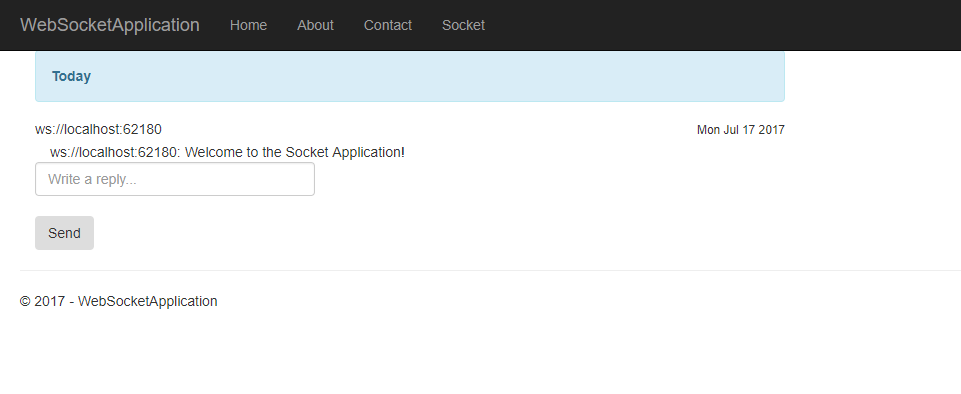 WebSocketApplication Home About Contact Socket
Today
ws://localhost:62180 Mon Jul 17 2017
ws://localhost:62180: Welcome to the Socket Application!
Write a reply...
Send
© 2017 - WebSocketApplication